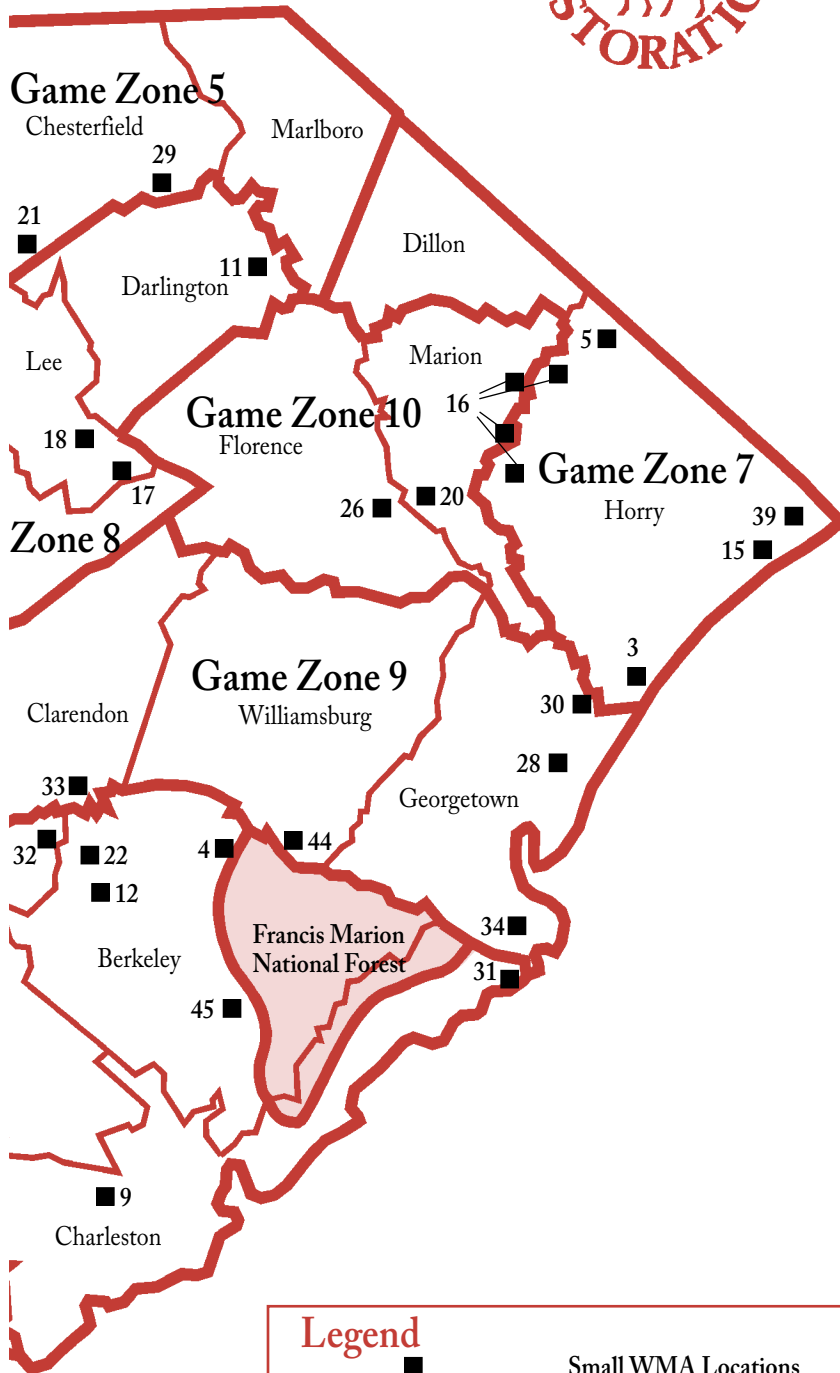 STORATIC
Game Zone 5
Chesterfield
Marlboro
29
21
Dillon
11
Darlington
5
Marion
Lee
16
Game Zone 10
18
Florence
Game Zone 7
17
20
26
Horry
39
Zone 8
15
3
Game Zone 9
Clarendon
Williamsburg
30
28
33
Georgetown
32
22
4
44
12
34
Francis Marion
National Forest
Berkeley
31
45
9
Charleston
Legend
Small WMA Locations